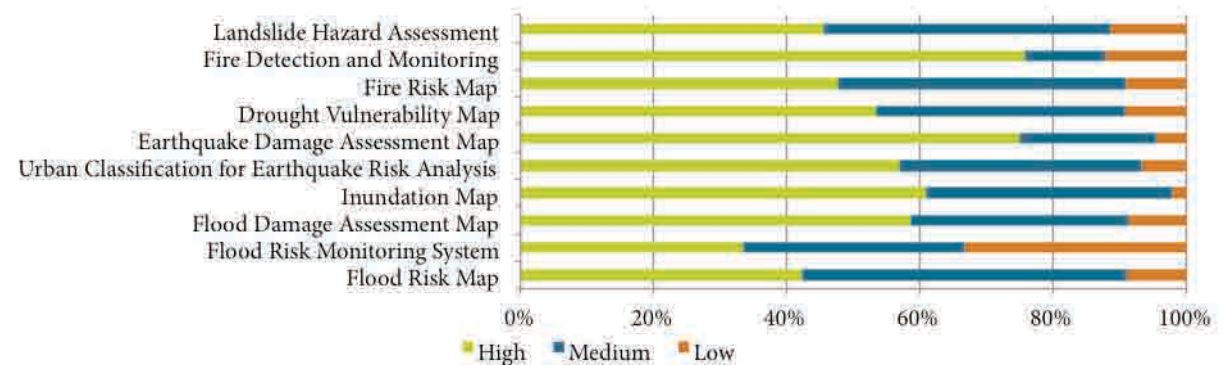 Landslide Hazard Assessment
Fire Detection and Monitoring
Fire Risk Map
Drought Vulnerability Map
Earthquake Damage Assessment Map
Urban Classification for Earthquake Risk Analysis
Inundation Map
Flood Damage Assessment Map
Flood Risk Monitoring System
Flood Risk Map
0% 20% 40% 60% 80% 100%
High Medium Low